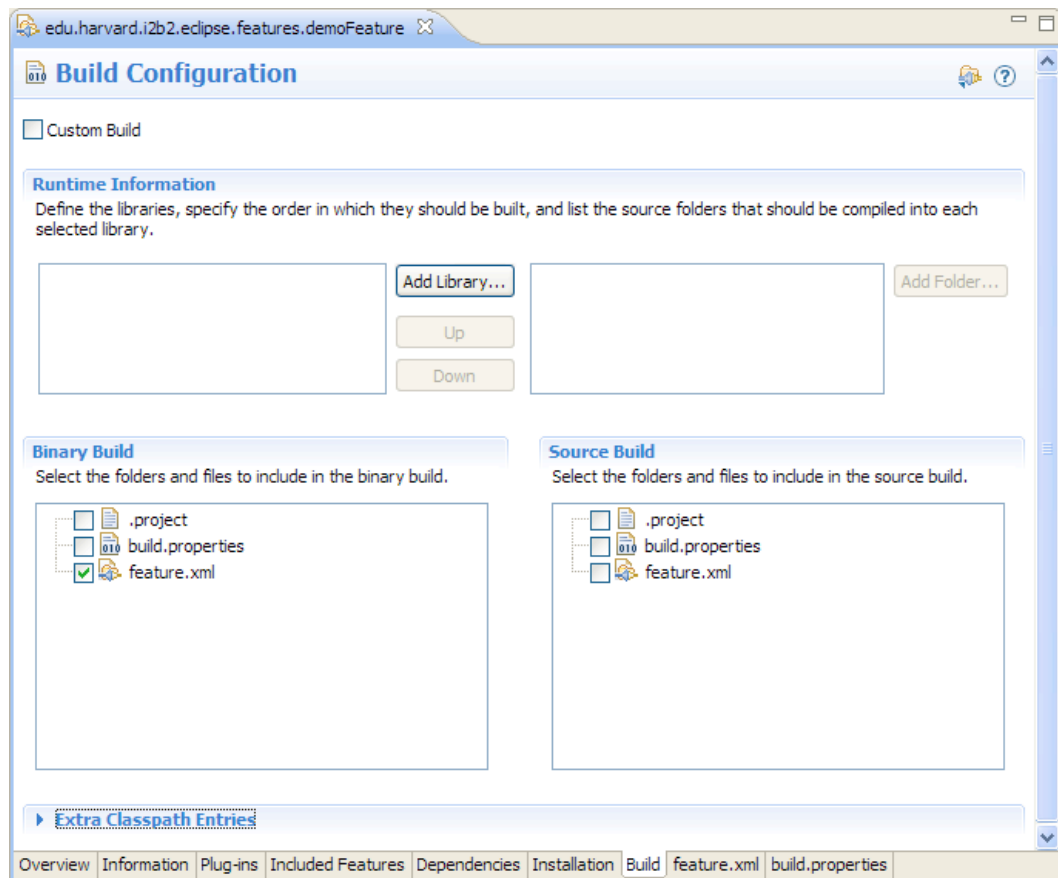 edu.harvard.i2b2.eclipse.features.demoFeature
Build Configuration
Custom Build
Runtime Information
Define the libraries, specify the order in which they should be built, and list the source folders that should be compiled into each
selected library.
Add Library...
Add Folder...
Up
Down
Binary Build
Select the folders and files to include in the binary build.
.project
build.properties
feature.xml
Source Build
Select the folders and files to include in the source build.
.project
build.properties
feature.xml
Extra Classpath Entries
Overview Information Plug-ins Included Features Dependencies Installation Build feature.xml build.properties